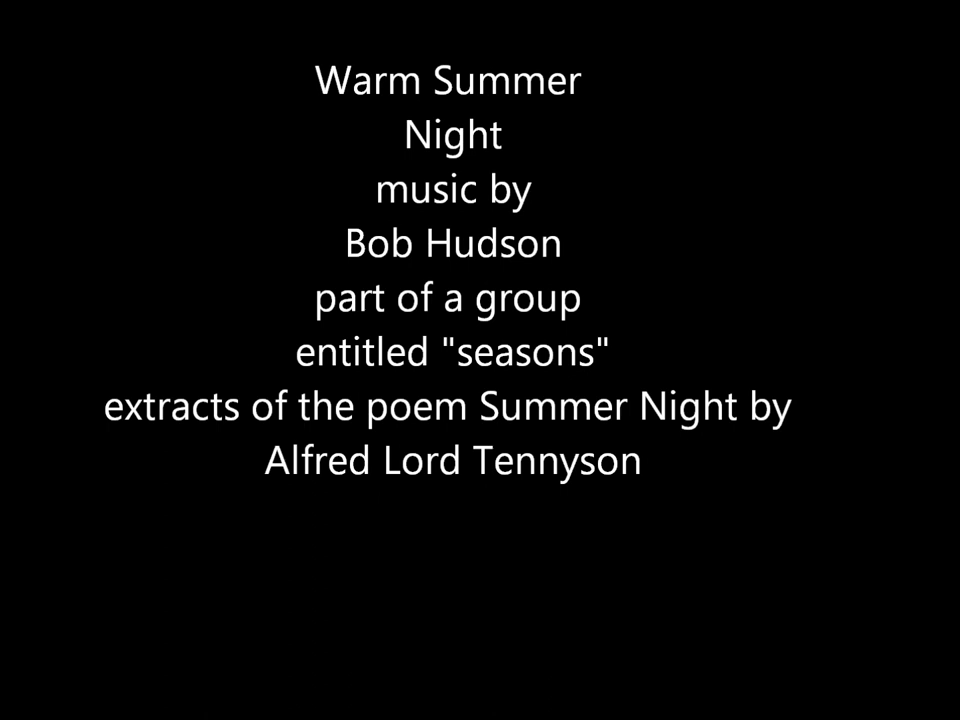 Warm Summer
Night
music by
Bob Hudson
part of a group
entitled "seasons"
extracts of the poem Summer Night by
Alfred Lord Tennyson